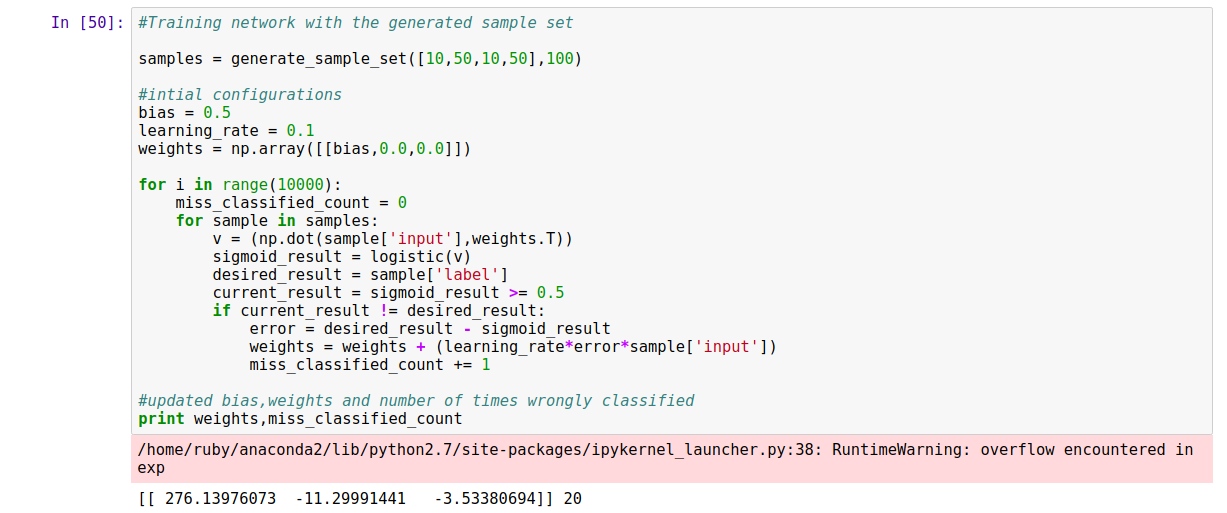 In [50]: #Training network with the generated sample set
samples = generate_sample_set([10,50,10,50],100)
#intial configurations
bias = 0.5
learning_rate = 0.1
weights = np.array([[bias,0.0,0.0]])
for i in range(10000):
    miss_classified_count = 0
    for sample in samples:
        v = (np.dot(sample['input'],weights.T))
        sigmoid_result = logistic(v)
        desired_result = sample['label']
        current_result = sigmoid_result >= 0.5
        if current_result != desired_result:
            error = desired_result - sigmoid_result
            weights = weights + (learning_rate*error*sample['input'])
            miss_classified_count += 1
#updated bias,weights and number of times wrongly classified
print weights,miss_classified_count
/home/ruby/anaconda2/lib/python2.7/site-packages/ipykernel_launcher.py:38: RuntimeWarning: overflow encountered in
exp
[[ 276.13976073  -11.29991441   -3.53380694]] 20